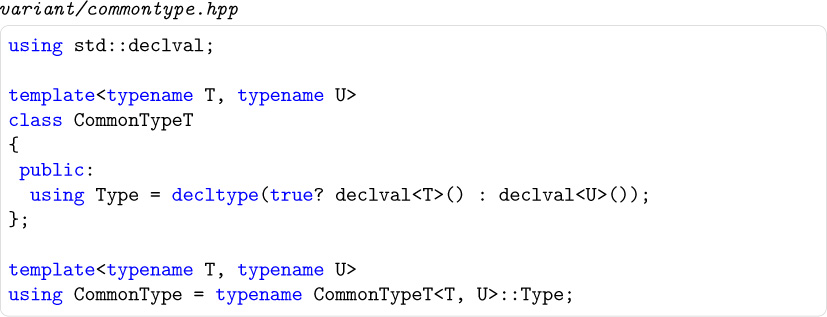 variant/commontype.hpp
using std::declval;
template<typename T, typename U>
class CommonTypeT
{
public:
using Type = decltype(true? declval<T>() : declval<U>());
};
template<typename T, typename U>
using CommonType = typename CommonTypeT<T, U>::Type;